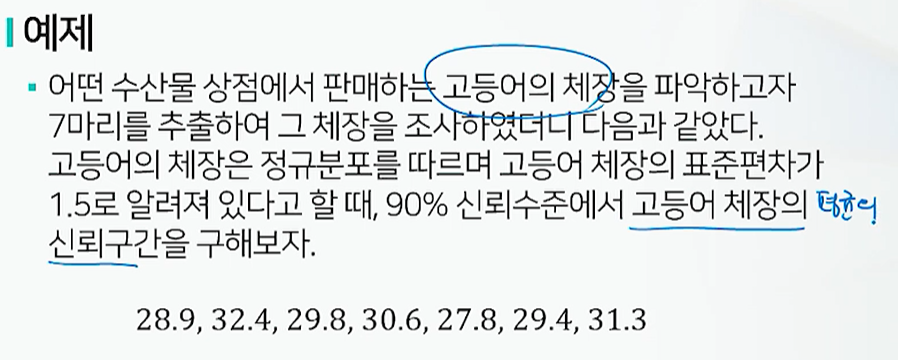 예제
▪ 어떤 수산물 상점에서 판매하는 고등어의 체장을 파악하고자
7마리를 추출하여 그 체장을 조사하였더니 다음과 같았다.
고등어의 체장은 정규분포를 따르며 고등어 체장의 표준편차가
1.5로 알려져 있다고 할 때, 90% 신뢰수준에서 고등어 체장의 평균의
신뢰구간을 구해보자.
28.9, 32.4, 29.8, 30.6, 27.8, 29.4, 31.3